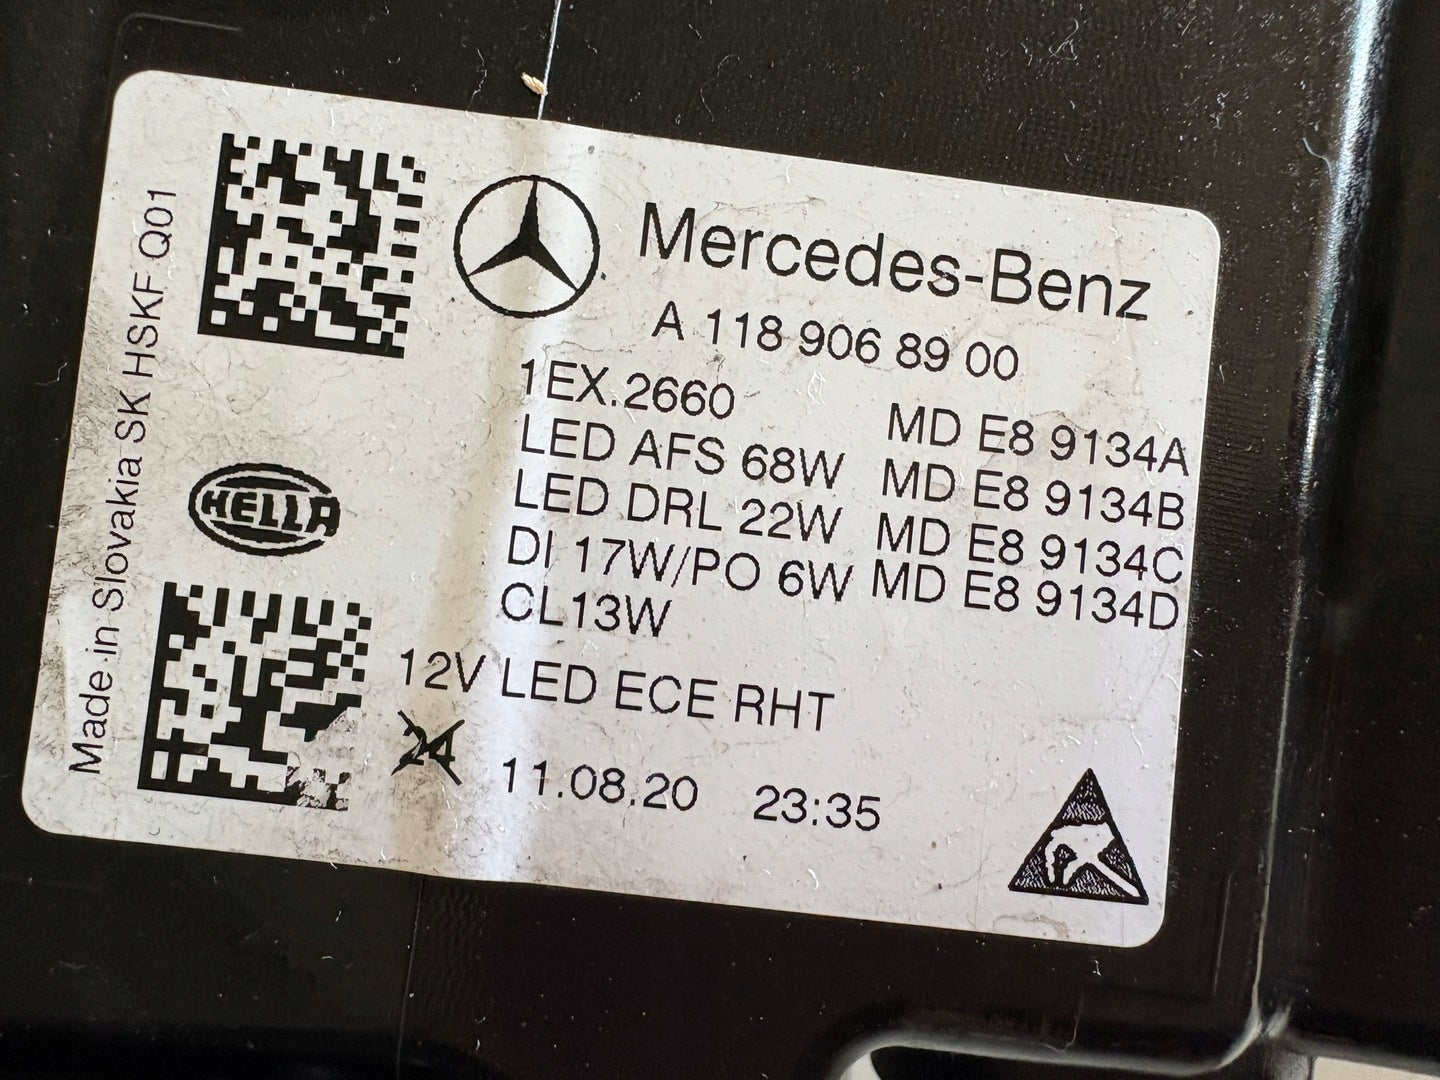 Made in Slovakia SK HSKF Q01
Mercedes-Benz
A 118 906 89 00
1EX.2660
LED AFS 68W
LED DRL 22W
DI 17W/PO 6W
CL13W
MD E8 9134A
MD E8 9134B
MD E8 9134C
MD E8 9134D
HELLA
12V LED ECE RHT
24
11.08.20 23:35